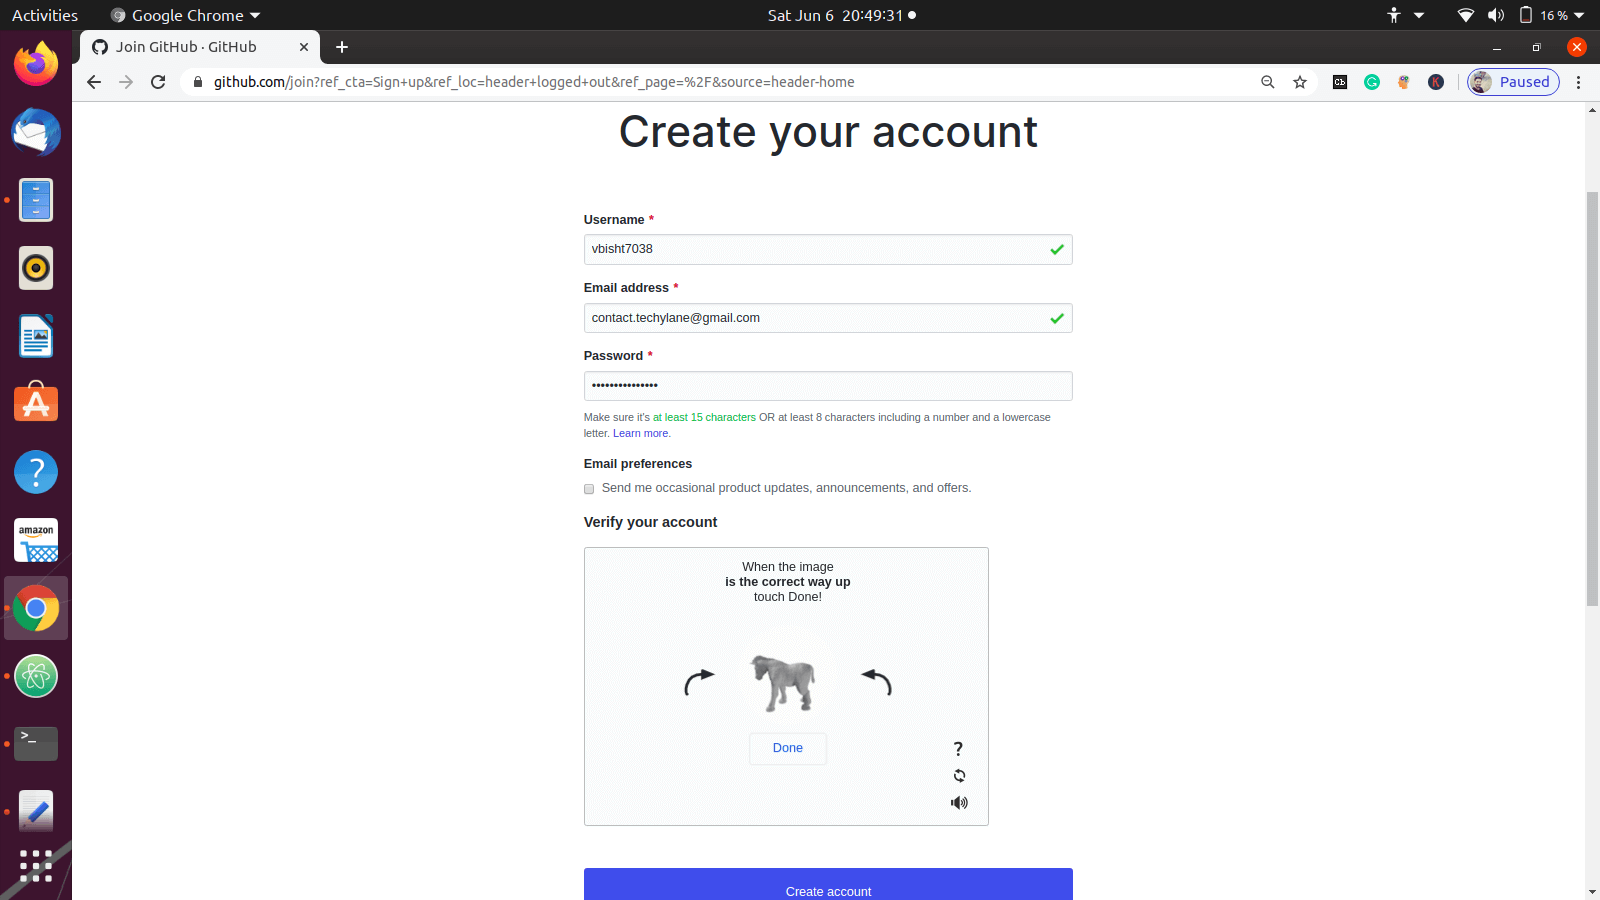 Activities Google Chrome Sat Jun 6 20:49:31 16 %
Join GitHub · GitHub
github.com/join?ref_cta=Sign+up&ref_loc=header+logged+out&ref_page=%2F&source=header-home Paused
Create your account
Username *
vbisht7038
Email address *
contact.techylane@gmail.com
Password *
•••••••••••••••
Make sure it's at least 15 characters OR at least 8 characters including a number and a lowercase
letter. Learn more.
Email preferences
Send me occasional product updates, announcements, and offers.
Verify your account
When the image
is the correct way up
touch Done!
Done
?
Create account
amazon
>_